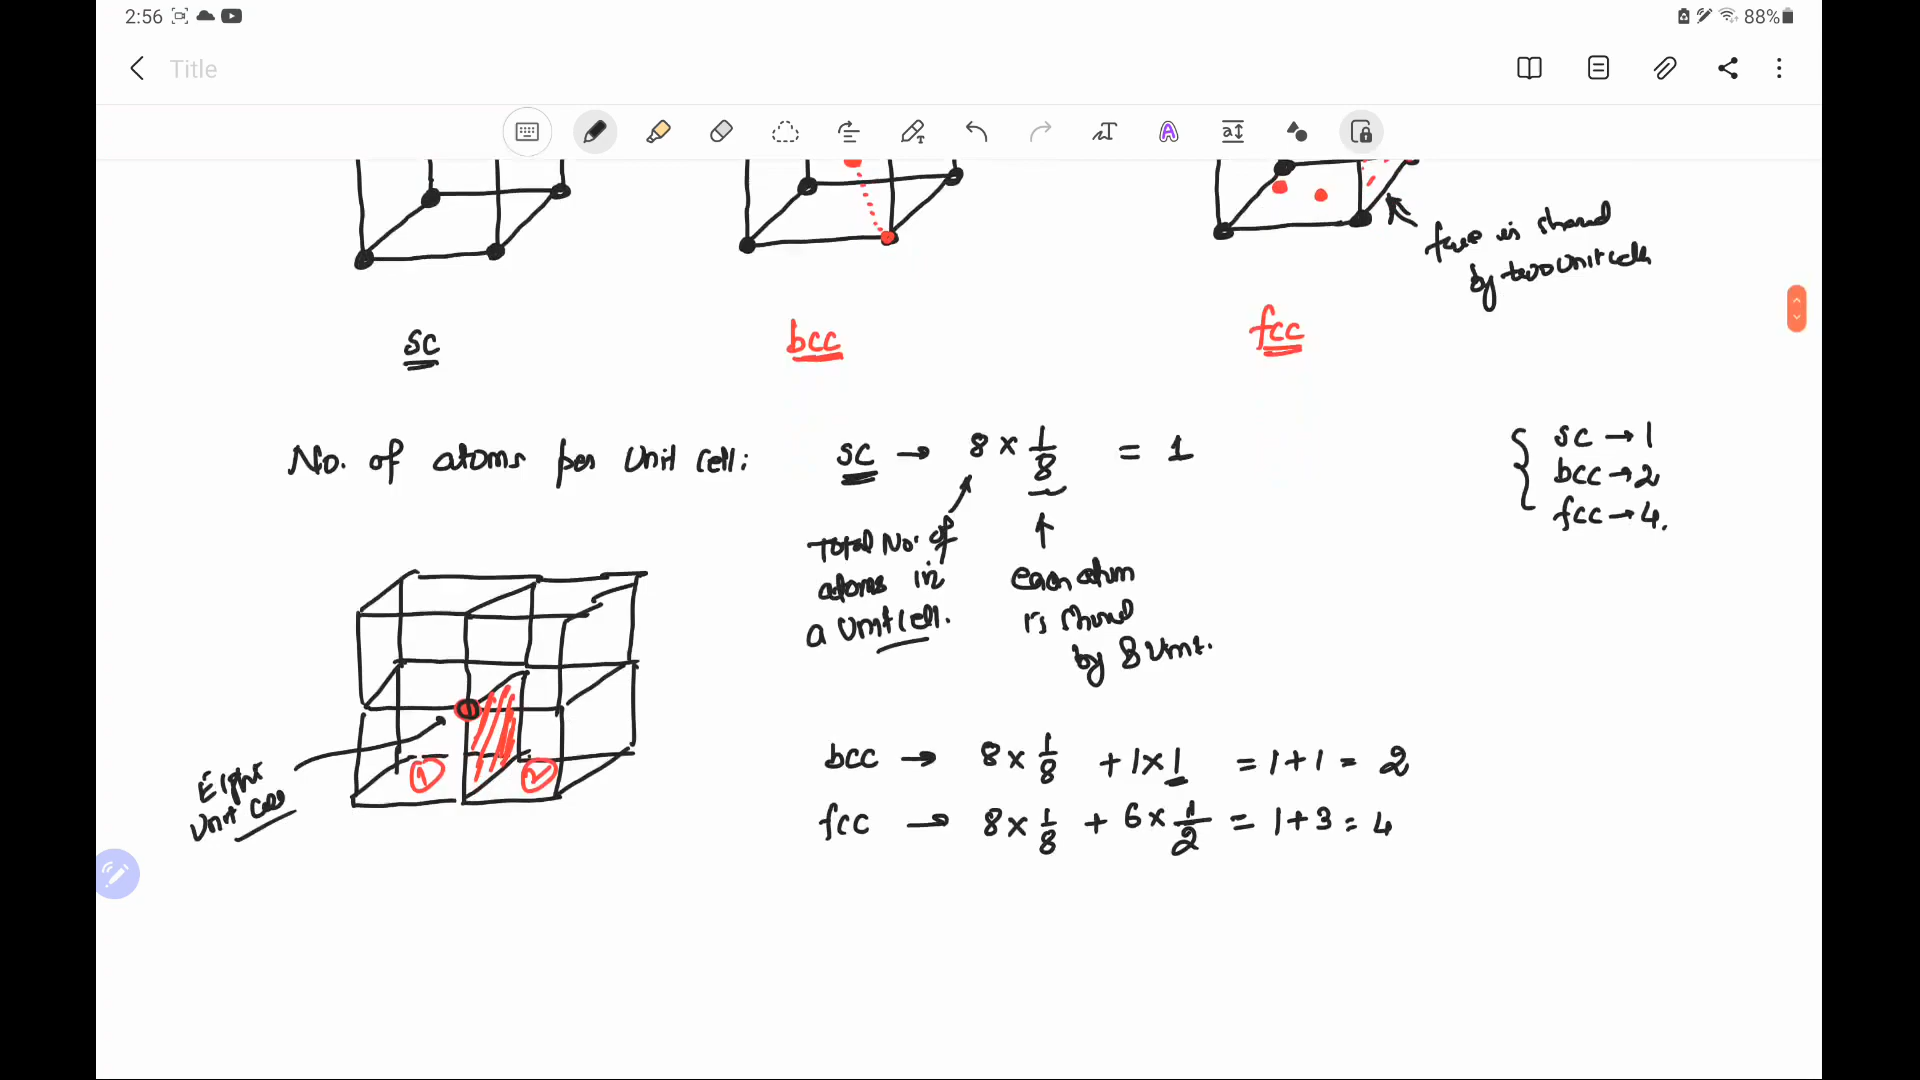 2:56
88%
Title
face is shared
by two unit cells
sc
bcc
fcc
No. of atoms per Unit Cell:
sc → 8 × 1/8 = 1
Total No. of
atoms in
a Unit Cell.
each atom
is shared
by 8 Unit.
{ sc → 1
bcc → 2
fcc → 4.
Eight
Unit Cells
1
2
bcc → 8 × 1/8 + 1 × 1 = 1 + 1 = 2
fcc → 8 × 1/8 + 6 × 1/2 = 1 + 3 = 4